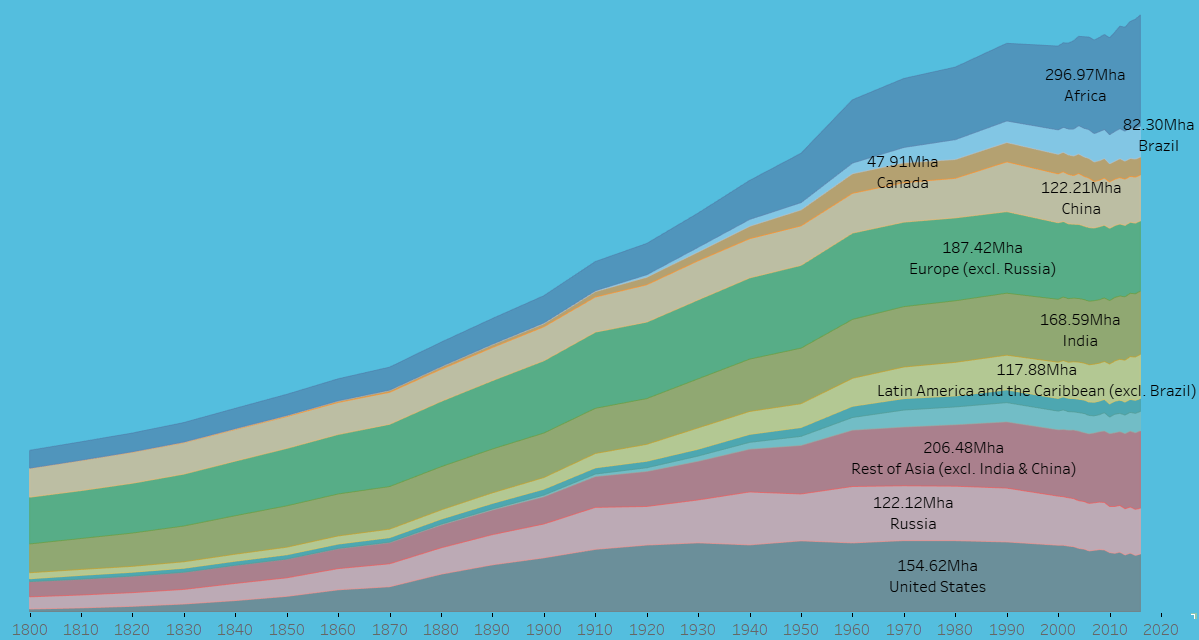 296.97Mha
Africa
82.30Mha
Brazil
47.91Mha
Canada
122.21Mha
China
187.42Mha
Europe (excl. Russia)
168.59Mha
India
117.88Mha
Latin America and the Caribbean (excl. Brazil)
206.48Mha
Rest of Asia (excl. India & China)
122.12Mha
Russia
154.62Mha
United States
1800 1810 1820 1830 1840 1850 1860 1870 1880 1890 1900 1910 1920 1930 1940 1950 1960 1970 1980 1990 2000 2010 2020